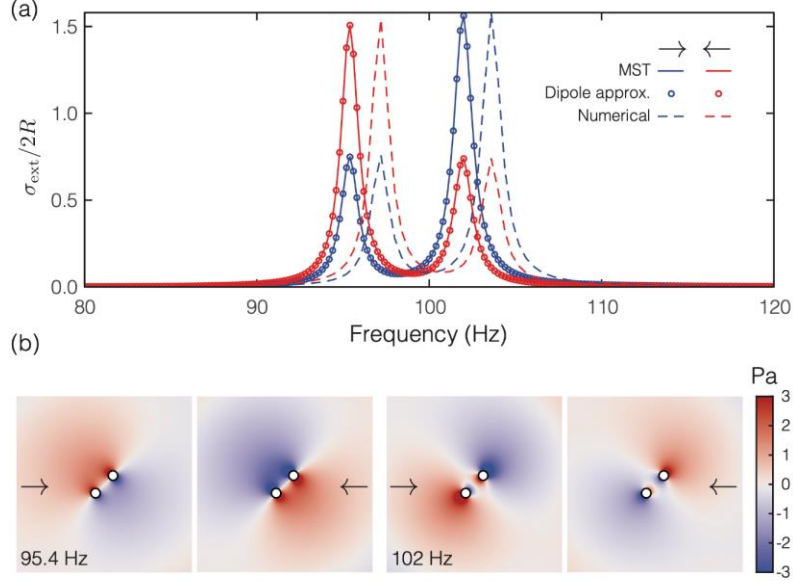 (a)
1.5
1.0
0.5
0.0
σext/2R
→ ←
MST
Dipole approx.
Numerical
80 90 100 110 120
Frequency (Hz)
(b)
Pa
3
2
1
0
-1
-2
-3
→ ← → ←
95.4 Hz 102 Hz